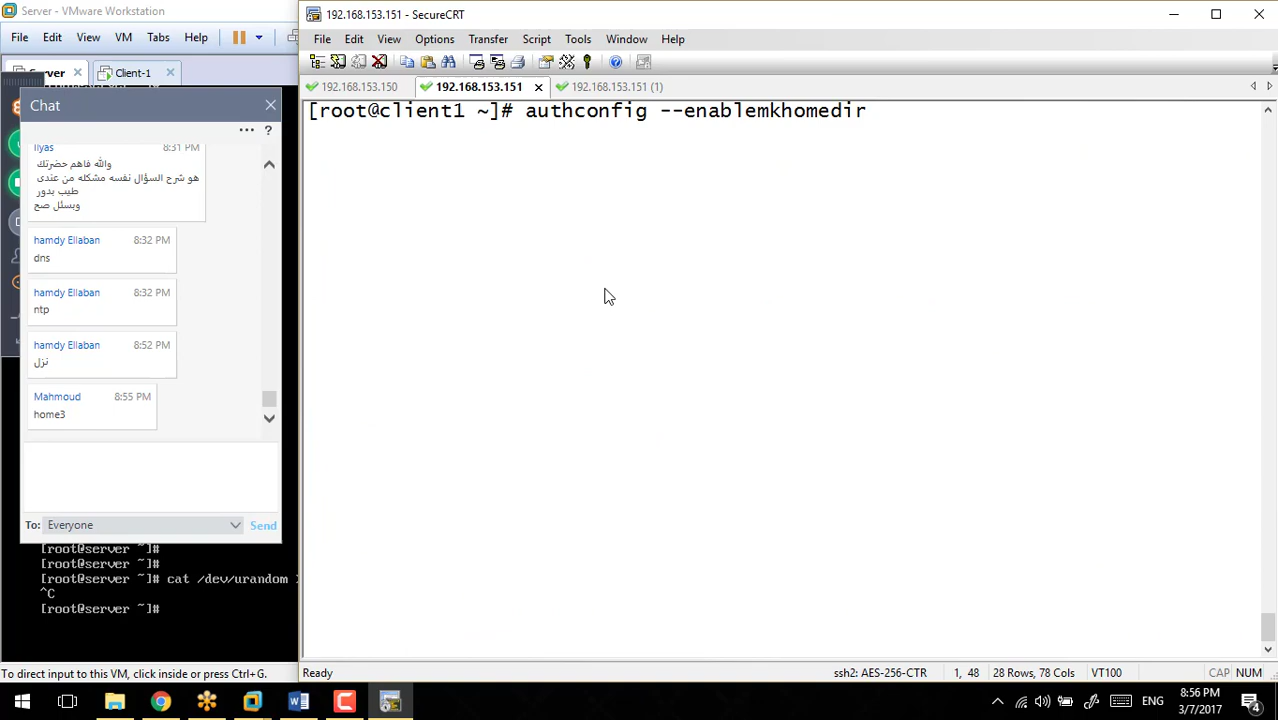 Server - VMware Workstation
File Edit View VM Tabs Help
Server
Client-1
Chat
?
Ilyas 8:31 PM
والله فاهم حضرتك
هو شرح السؤال نفسه مشكله من عندى
طيب بدور
وبسئل صح
hamdy Ellaban 8:32 PM
dns
hamdy Ellaban 8:32 PM
ntp
hamdy Ellaban 8:52 PM
نزل
Mahmoud 8:55 PM
home3
To: Everyone Send
[root@server ~]#
[root@server ~]#
[root@server ~]# cat /dev/urandom
^C
[root@server ~]#
To direct input to this VM, click inside or press Ctrl+G.
192.168.153.151 - SecureCRT
File Edit View Options Transfer Script Tools Window Help
192.168.153.150
192.168.153.151
192.168.153.151 (1)
[root@client1 ~]# authconfig --enablemkhomedir
Ready
ssh2: AES-256-CTR
1, 48
28 Rows, 78 Cols
VT100
CAP NUM
ENG
8:56 PM
3/7/2017
4